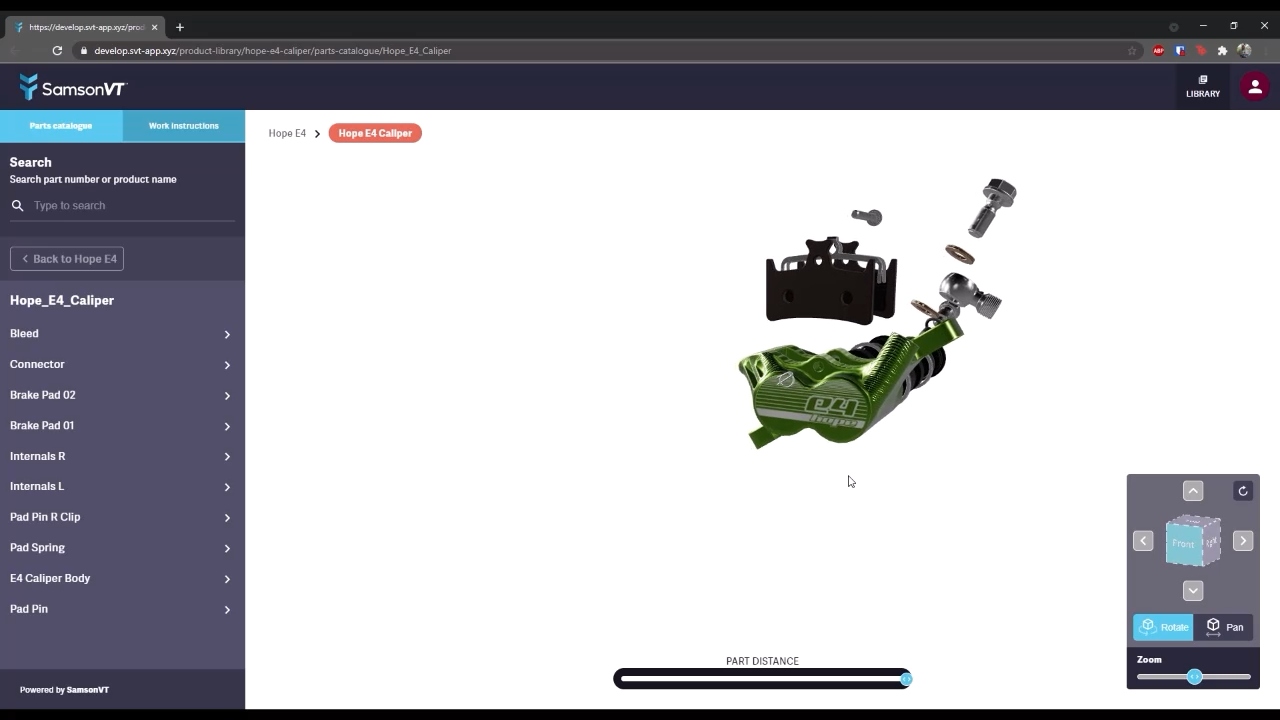 https://develop.svt-app.xyz/prod
develop.svt-app.xyz/product-library/hope-e4-caliper/parts-catalogue/Hope_E4_Caliper
ABP
SamsonVT
LIBRARY
Parts catalogue
Work instructions
Hope E4
Hope E4 Caliper
Search
Search part number or product name
Type to search
Back to Hope E4
Hope_E4_Caliper
Bleed
Connector
Brake Pad 02
Brake Pad 01
Internals R
Internals L
Pad Pin R Clip
Pad Spring
E4 Caliper Body
Pad Pin
e4
hope
Front
Rotate
Pan
Zoom
PART DISTANCE
Powered by SamsonVT